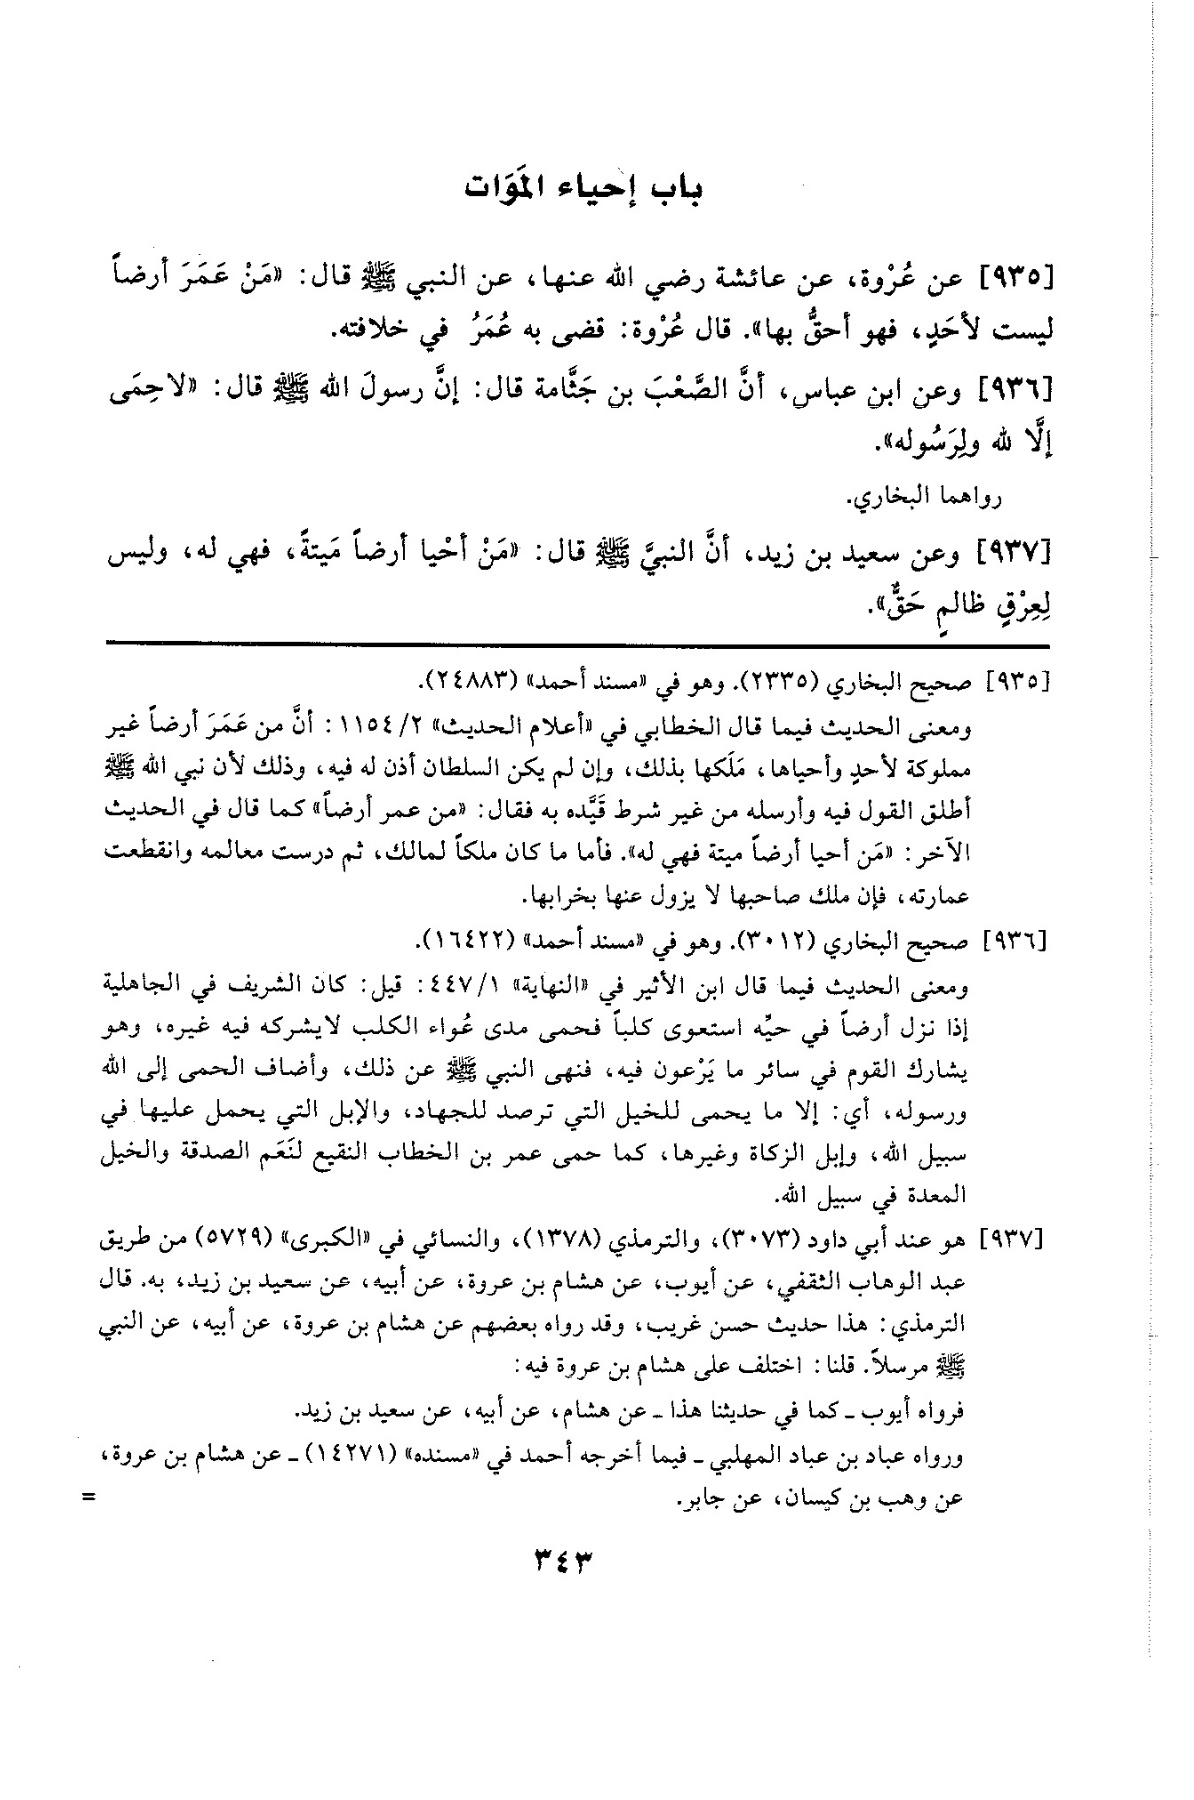 باب إحياء المَوَات
[٩٣٥] عن عُرْوة، عن عائشة رضي الله عنها، عن النبي ﷺ قال: «مَنْ عَمَرَ أرضاً
ليست لأحَدٍ، فهو أحقُّ بها». قال عُرْوة: قضى به عُمَرُ في خلافته.
[٩٣٦] وعن ابن عباس، أنَّ الصَّعْبَ بن جَثَّامة قال: إنَّ رسولَ الله ﷺ قال: «لاحِمَى
إلَّا لله ولِرَسُوله».
رواهما البخاري.
[٩٣٧] وعن سعيد بن زيد، أنَّ النبيَّ ﷺ قال: «مَنْ أحْيا أرضاً مَيتةً، فهي له، وليس
لِعِرْقٍ ظالمٍ حَقٌّ».
[٩٣٥] صحيح البخاري (٢٣٣٥). وهو في «مسند أحمد» (٢٤٨٨٣).
ومعنى الحديث فيما قال الخطابي في «أعلام الحديث» ١١٥٤/٢: أنَّ من عَمَرَ أرضاً غير
مملوكة لأحدٍ وأحياها، مَلَكها بذلك، وإن لم يكن السلطان أذن له فيه، وذلك لأن نبي الله ﷺ
أطلق القول فيه وأرسله من غير شرط قَيَّده به فقال: «من عمر أرضاً» كما قال في الحديث
الآخر: «مَن أحيا أرضاً ميتة فهي له». فأما ما كان ملكاً لمالك، ثم درست معالمه وانقطعت
عمارته، فإن ملك صاحبها لا يزول عنها بخرابها.
[٩٣٦] صحيح البخاري (٣٠١٢). وهو في «مسند أحمد» (١٦٤٢٢).
ومعنى الحديث فيما قال ابن الأثير في «النهاية» ٤٤٧/١: قيل: كان الشريف في الجاهلية
إذا نزل أرضاً في حيِّه استعوى كلباً فحمى مدى عُواء الكلب لايشركه فيه غيره، وهو
يشارك القوم في سائر ما يَرْعون فيه، فنهى النبي ﷺ عن ذلك، وأضاف الحمى إلى الله
ورسوله، أي: إلا ما يحمى للخيل التي ترصد للجهاد، والإبل التي يحمل عليها في
سبيل الله، وإبل الزكاة وغيرها، كما حمى عمر بن الخطاب النقيع لنَعَم الصدقة والخيل
المعدة في سبيل الله.
[٩٣٧] هو عند أبي داود (٣٠٧٣)، والترمذي (١٣٧٨)، والنسائي في «الكبرى» (٥٧٢٩) من طريق
عبد الوهاب الثقفي، عن أيوب، عن هشام بن عروة، عن أبيه، عن سعيد بن زيد، به. قال
الترمذي: هذا حديث حسن غريب، وقد رواه بعضهم عن هشام بن عروة، عن أبيه، عن النبي
ﷺ مرسلاً. قلنا: اختلف على هشام بن عروة فيه:
فرواه أيوب ـ كما في حديثنا هذا ـ عن هشام، عن أبيه، عن سعيد بن زيد.
ورواه عباد بن عباد المهلبي ـ فيما أخرجه أحمد في «مسنده» (١٤٢٧١) ـ عن هشام بن عروة،
عن وهب بن كيسان، عن جابر. =
٣٤٣